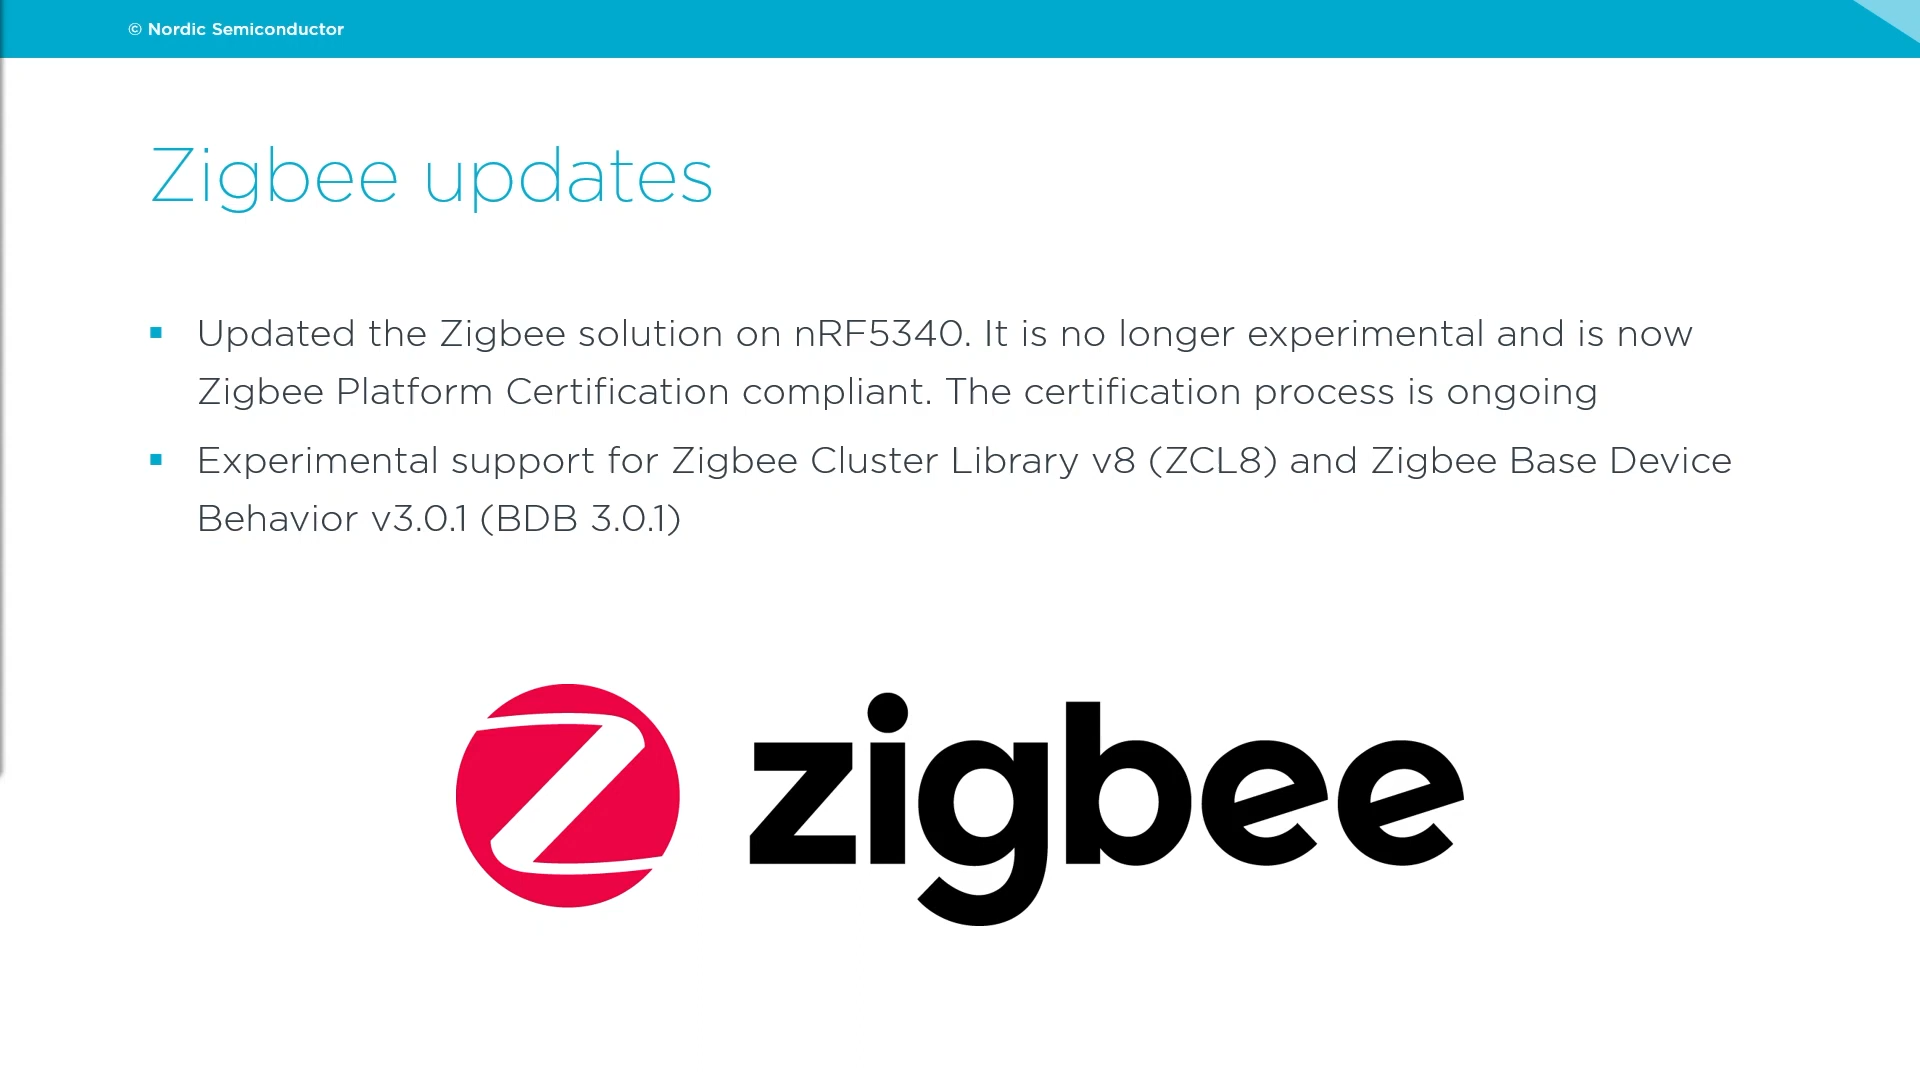 © Nordic Semiconductor
Zigbee updates
▪ Updated the Zigbee solution on nRF5340. It is no longer experimental and is now
Zigbee Platform Certification compliant. The certification process is ongoing
▪ Experimental support for Zigbee Cluster Library v8 (ZCL8) and Zigbee Base Device
Behavior v3.0.1 (BDB 3.0.1)
zigbee